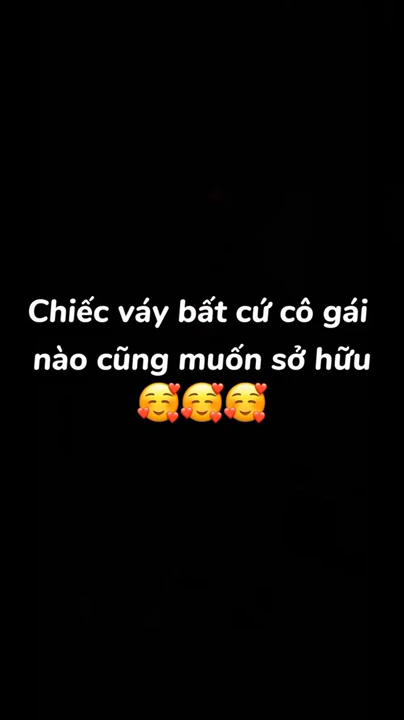 Chiếc váy bất cứ cô gái
nào cũng muốn sở hữu
🥰🥰🥰